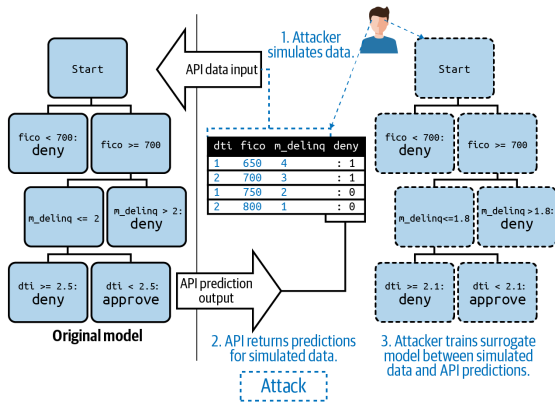 Start
fico < 700:
deny
fico >= 700
m_delinq <= 2
m_delinq > 2:
deny
dti >= 2.5:
deny
dti < 2.5:
approve
Original model
1. Attacker
simulates data.
API data input
dti fico m_delinq deny
1 650 4 : 1
2 700 3 : 1
1 750 2 : 0
2 800 1 : 0
API prediction
output
2. API returns predictions
for simulated data.
Attack
Start
fico < 700:
deny
fico >= 700
m_delinq<=1.8
m_delinq >1.8:
deny
dti >= 2.1:
deny
dti < 2.1:
approve
3. Attacker trains surrogate
model between simulated
data and API predictions.